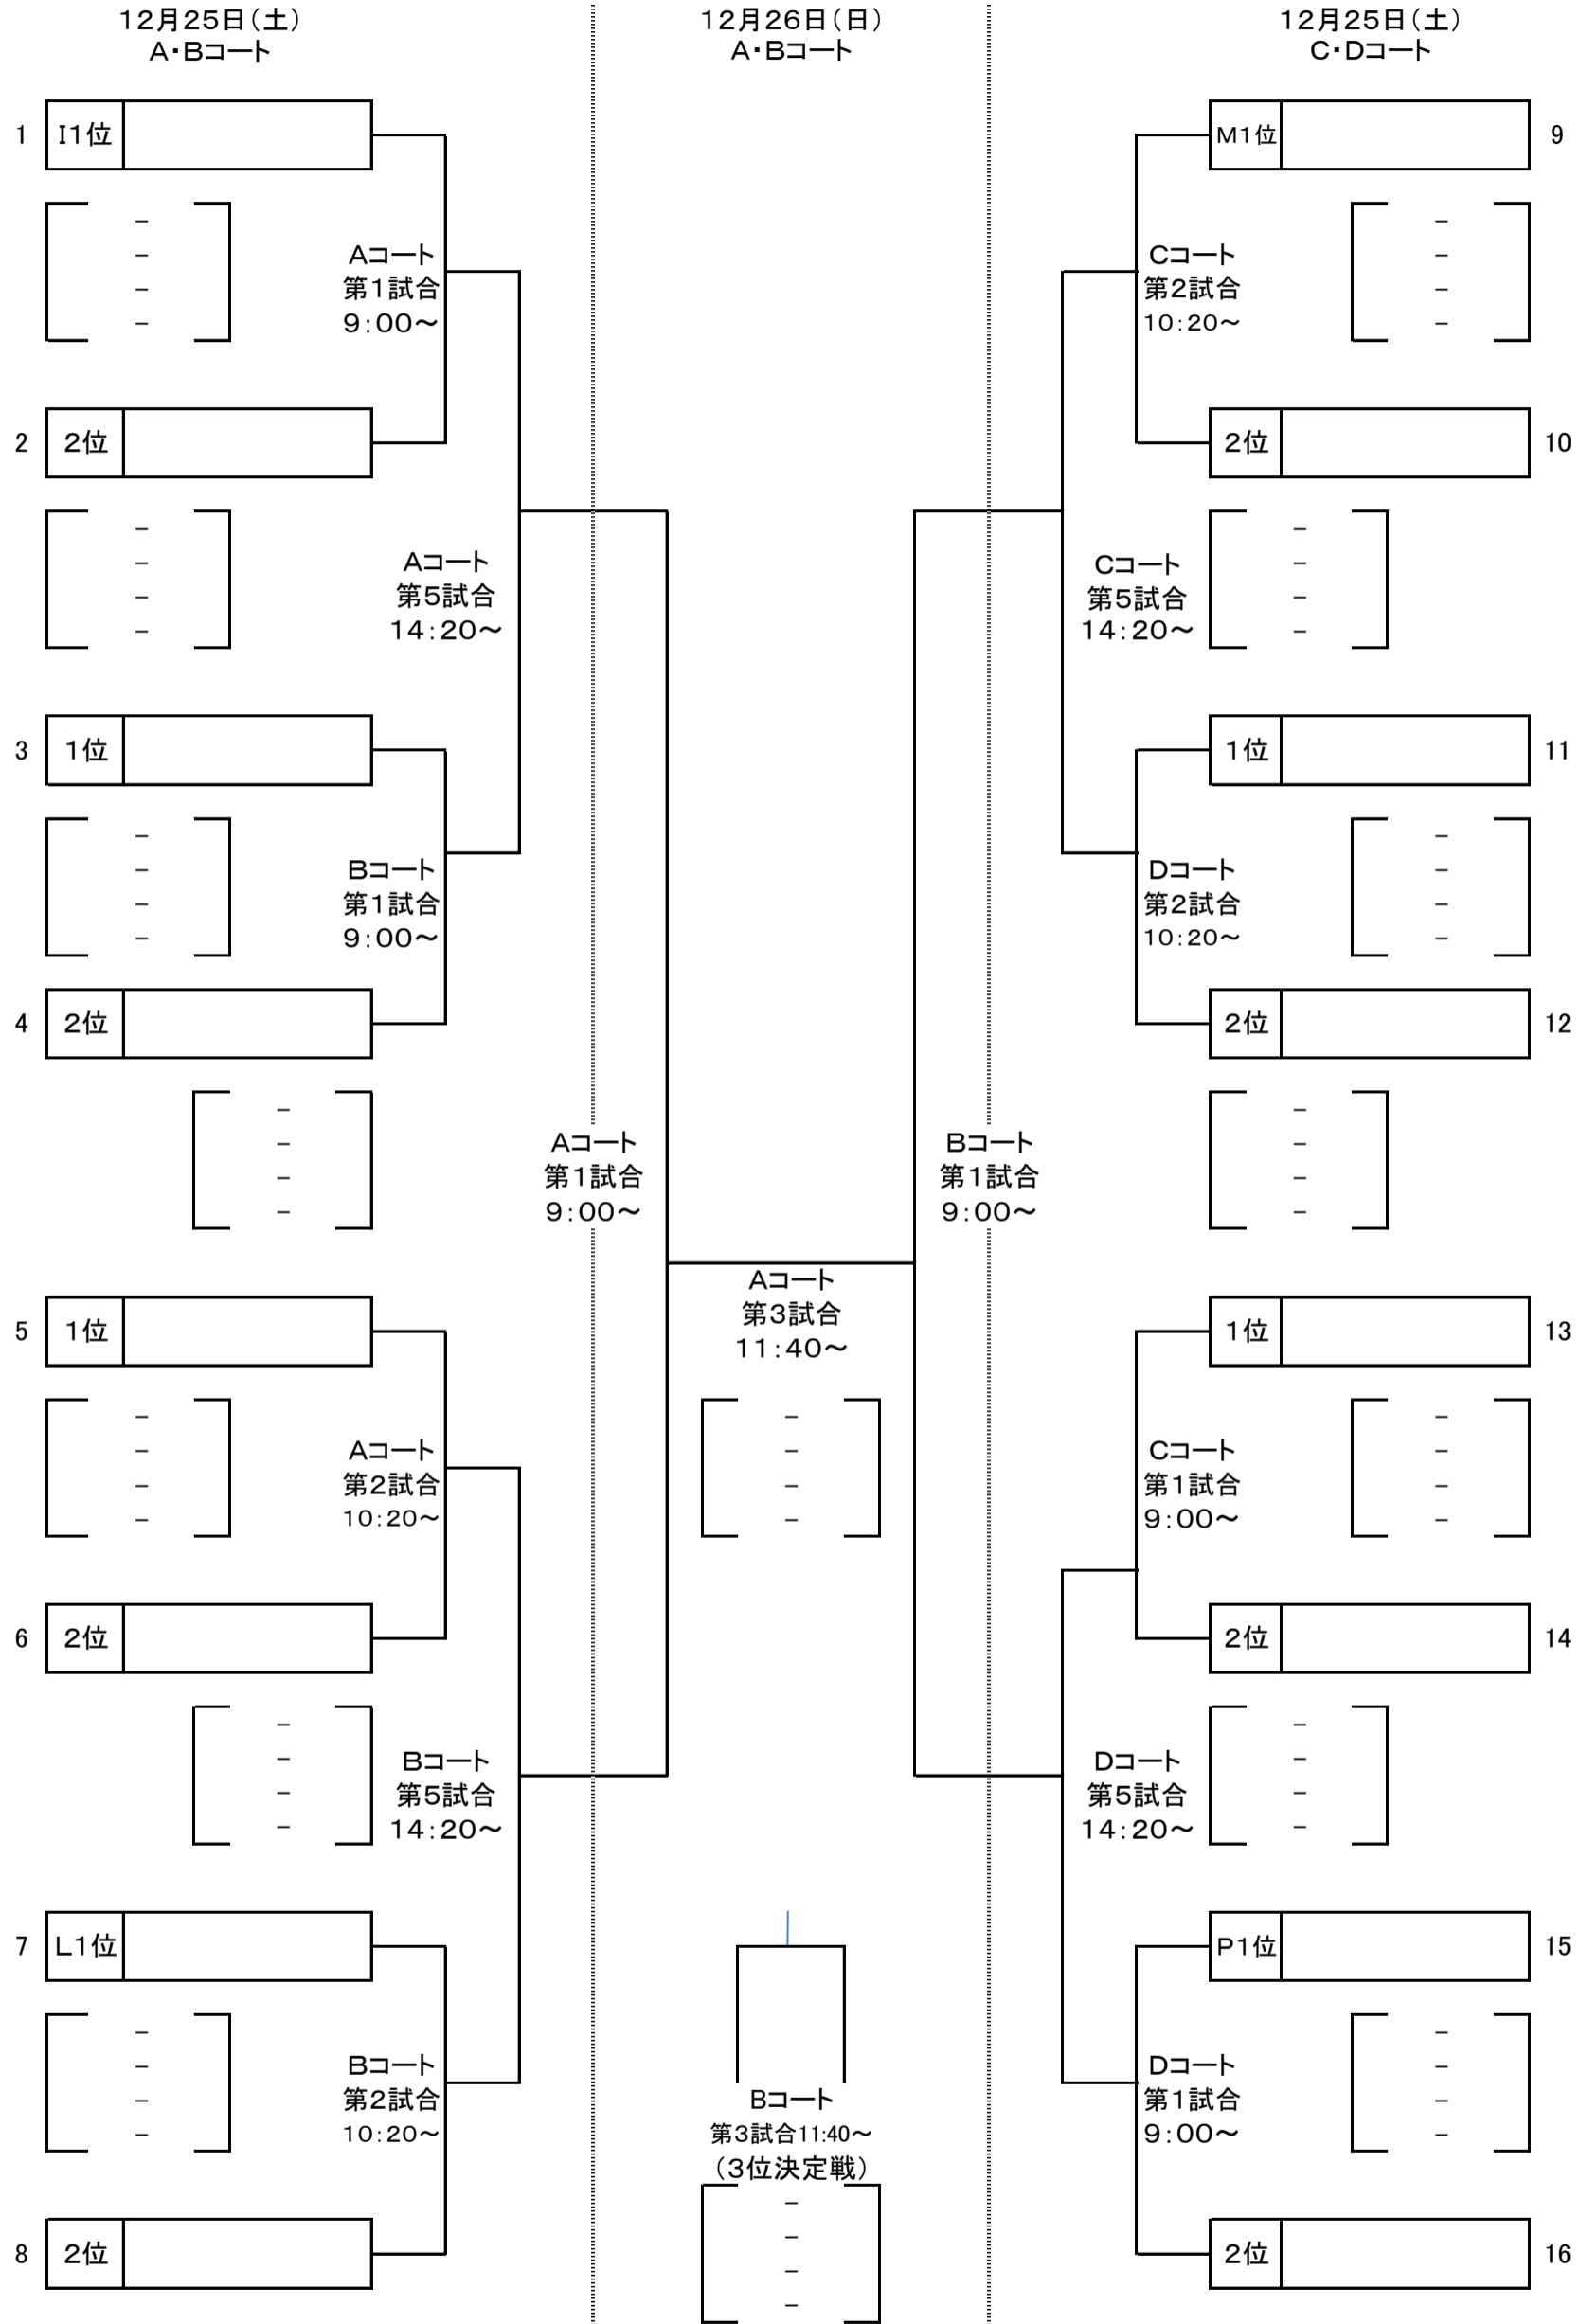 12月25日（土）
A・Bコート
12月26日（日）
A・Bコート
12月25日（土）
C・Dコート
1
I1位
M1位
9
－
－
－
－
Aコート
第1試合
9：00～
Cコート
第2試合
10：20～
－
－
－
－
2
2位
2位
10
－
－
－
－
Aコート
第5試合
14：20～
Cコート
第5試合
14：20～
－
－
－
－
3
1位
1位
11
－
－
－
－
Bコート
第1試合
9：00～
Dコート
第2試合
10：20～
－
－
－
－
4
2位
2位
12
－
－
－
－
Aコート
第1試合
9：00～
Bコート
第1試合
9：00～
－
－
－
－
Aコート
第3試合
11：40～
5
1位
1位
13
－
－
－
－
Aコート
第2試合
10：20～
－
－
－
－
Cコート
第1試合
9：00～
－
－
－
－
6
2位
2位
14
－
－
－
－
Bコート
第5試合
14：20～
Dコート
第5試合
14：20～
－
－
－
－
7
L1位
P1位
15
－
－
－
－
Bコート
第2試合
10：20～
Bコート
第3試合11:40～
（3位決定戦）
－
－
－
－
Dコート
第1試合
9：00～
－
－
－
－
8
2位
2位
16